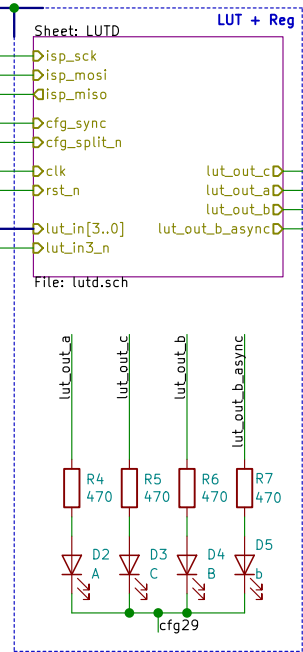 LUT + Reg
Sheet: LUTD
isp_sck
isp_mosi
isp_miso
cfg_sync
cfg_split_n
clk
rst_n
lut_in[3..0]
lut_in3_n
lut_out_c
lut_out_a
lut_out_b
lut_out_b_async
File: lutd.sch
lut_out_a
lut_out_c
lut_out_b
lut_out_b_async
R4
470
R5
470
R6
470
R7
470
D2
A
D3
C
D4
B
D5
b
cfg29